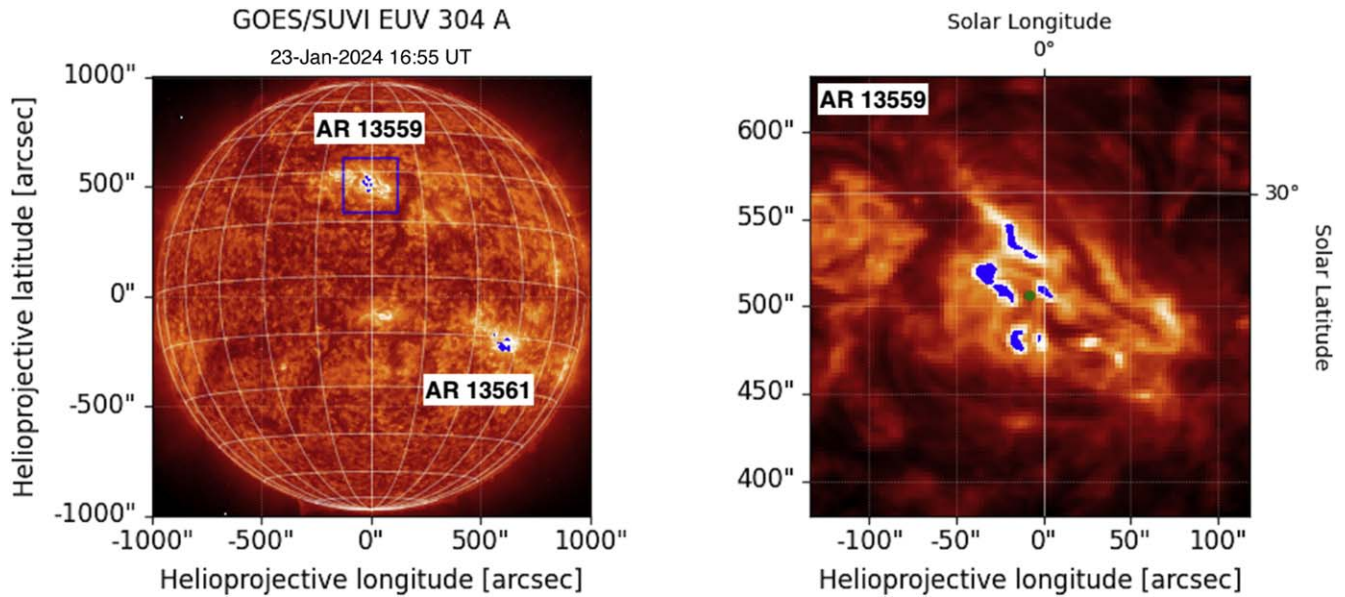 GOES/SUVI EUV 304 A
23-Jan-2024 16:55 UT
1000"
500"
0"
-500"
-1000"
Helioprojective latitude [arcsec]
AR 13559
AR 13561
-1000" -500" 0" 500" 1000"
Helioprojective longitude [arcsec]
Solar Longitude
0°
AR 13559
600"
550"
500"
450"
400"
30°
Solar Latitude
-100" -50" 0" 50" 100"
Helioprojective longitude [arcsec]